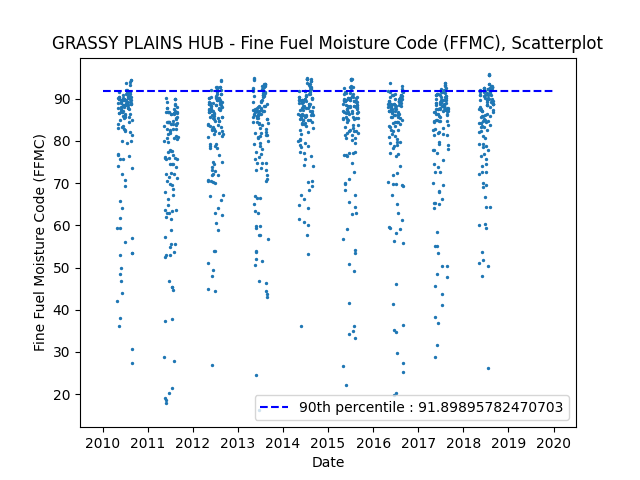 GRASSY PLAINS HUB - Fine Fuel Moisture Code (FFMC), Scatterplot
Fine Fuel Moisture Code (FFMC)
90
80
70
60
50
40
30
20
90th percentile : 91.89895782470703
2010 2011 2012 2013 2014 2015 2016 2017 2018 2019 2020
Date